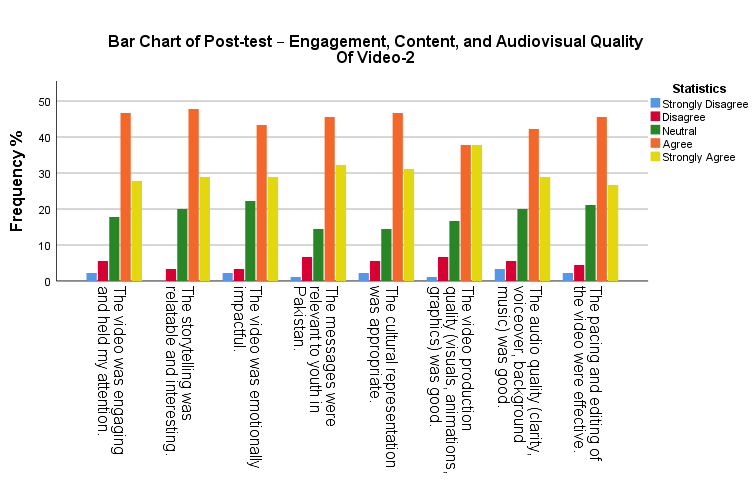 Bar Chart of Post-test – Engagement, Content, and Audiovisual Quality
Of Video-2
Statistics
Strongly Disagree
Disagree
Neutral
Agree
Strongly Agree
Frequency %
50
40
30
20
10
0
The video was engaging
and held my attention.
The storytelling was
relatable and interesting.
The video was emotionally
impactful.
The messages were
relevant to youth in
Pakistan.
The cultural representation
was appropriate.
The video production
quality (visuals, animations,
graphics) was good.
The audio quality (clarity,
voiceover, background
music) was good.
The pacing and editing of
the video were effective.